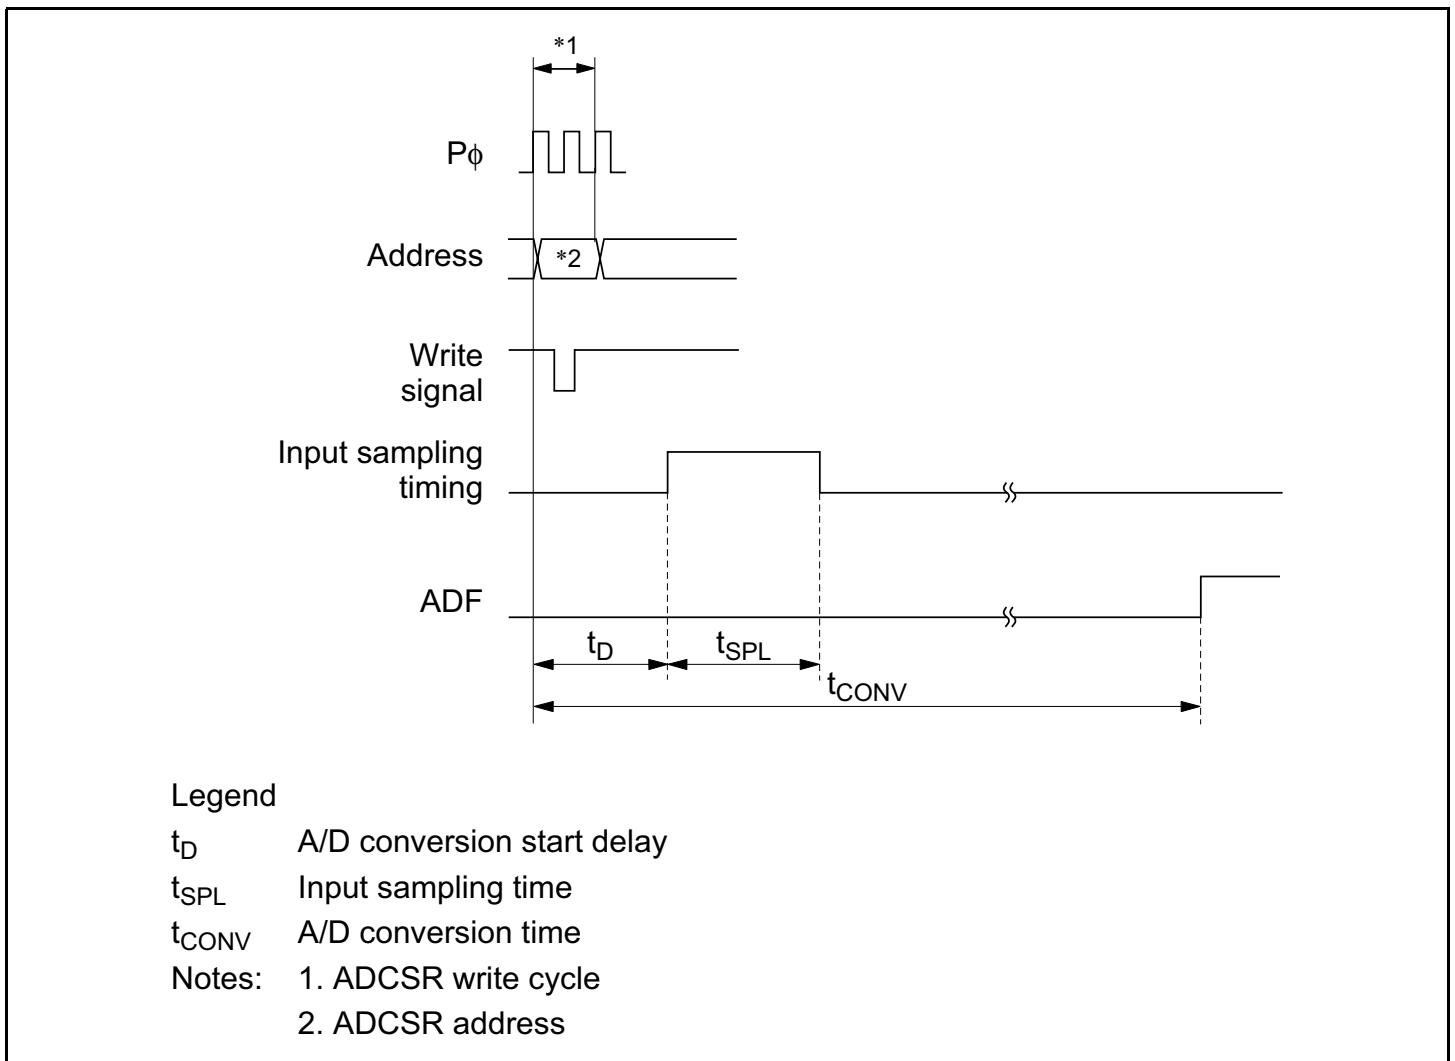 *1
Pϕ
Address
*2
Write
signal
Input sampling
timing
ADF
tD
tSPL
tCONV
Legend
tD A/D conversion start delay
tSPL Input sampling time
tCONV A/D conversion time
Notes: 1. ADCSR write cycle
2. ADCSR address